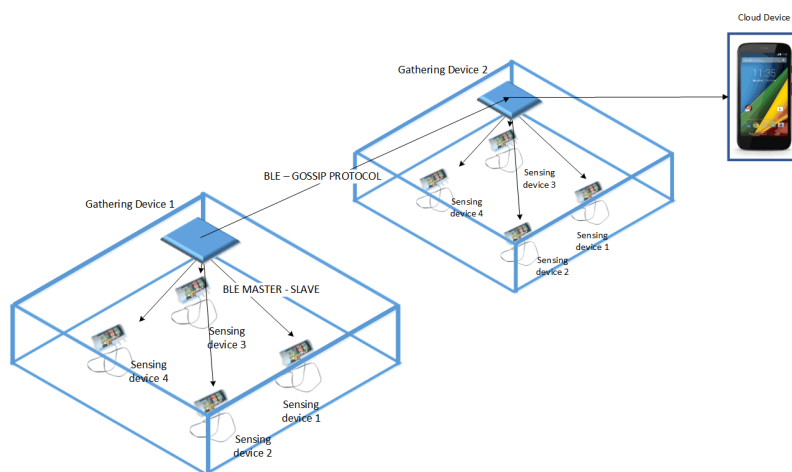 Cloud Device
Gathering Device 2
11:35
BLE – GOSSIP PROTOCOL
Sensing
device 3
Sensing
device 4
Sensing
device 1
Sensing
device 2
Gathering Device 1
BLE MASTER - SLAVE
Sensing
device 3
Sensing
device 4
Sensing
device 1
Sensing
device 2